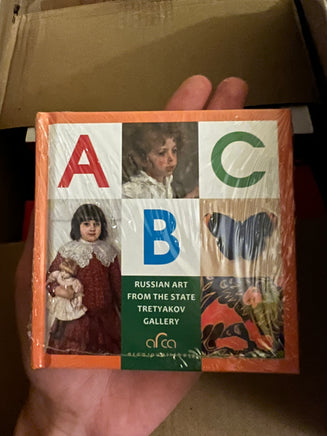 A
C
B
RUSSIAN ART
FROM THE STATE
TRETYAKOV
GALLERY
arca